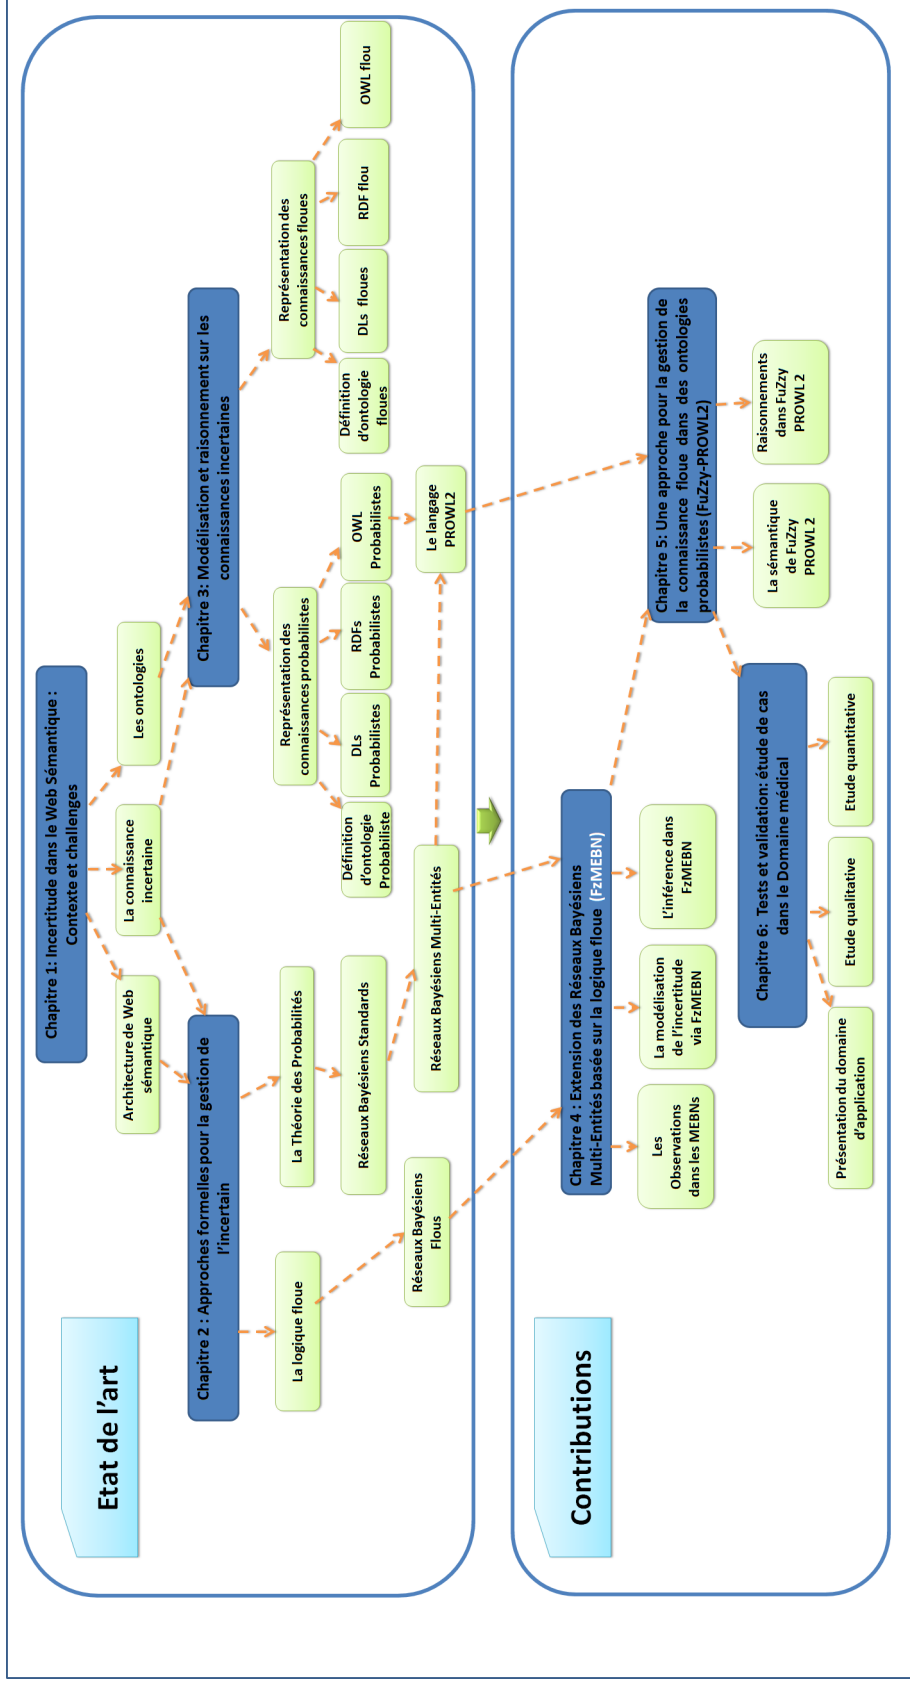 Etat de l'art
Chapitre 1: Incertitude dans le Web Sémantique :
Contexte et challenges
Architecture de Web
sémantique
La connaissance
incertaine
Les ontologies
Chapitre 2 : Approches formelles pour la gestion de
l'incertain
Chapitre 3: Modélisation et raisonnement sur les
connaissances incertaines
La logique floue
La Théorie des Probabilités
Représentation des
connaissances probabilistes
Représentation des
connaissances floues
Réseaux Bayésiens Standards
Définition
d'ontologie
Probabiliste
DLs
Probabilistes
RDFs
Probabilistes
OWL
Probabilistes
Définition
d'ontologie
floues
DLs floues
RDF flou
OWL flou
Réseaux Bayésiens
Flous
Réseaux Bayésiens Multi-Entités
Le langage
PROWL2
Contributions
Chapitre 4 : Extension des Réseaux Bayésiens
Multi-Entités basée sur la logique floue (FzMEBN)
Les
Observations
dans les MEBNs
La modélisation
de l'incertitude
via FzMEBN
L'inférence dans
FzMEBN
Chapitre 5: Une approche pour la gestion de
la connaissance floue dans des ontologies
probabilistes (FuZzy-PROWL2)
La sémantique
de FuZzy
PROWL 2
Raisonnements
dans FuZzy
PROWL 2
Chapitre 6: Tests et validation: étude de cas
dans le Domaine médical
Présentation du domaine
d'application
Etude qualitative
Etude quantitative